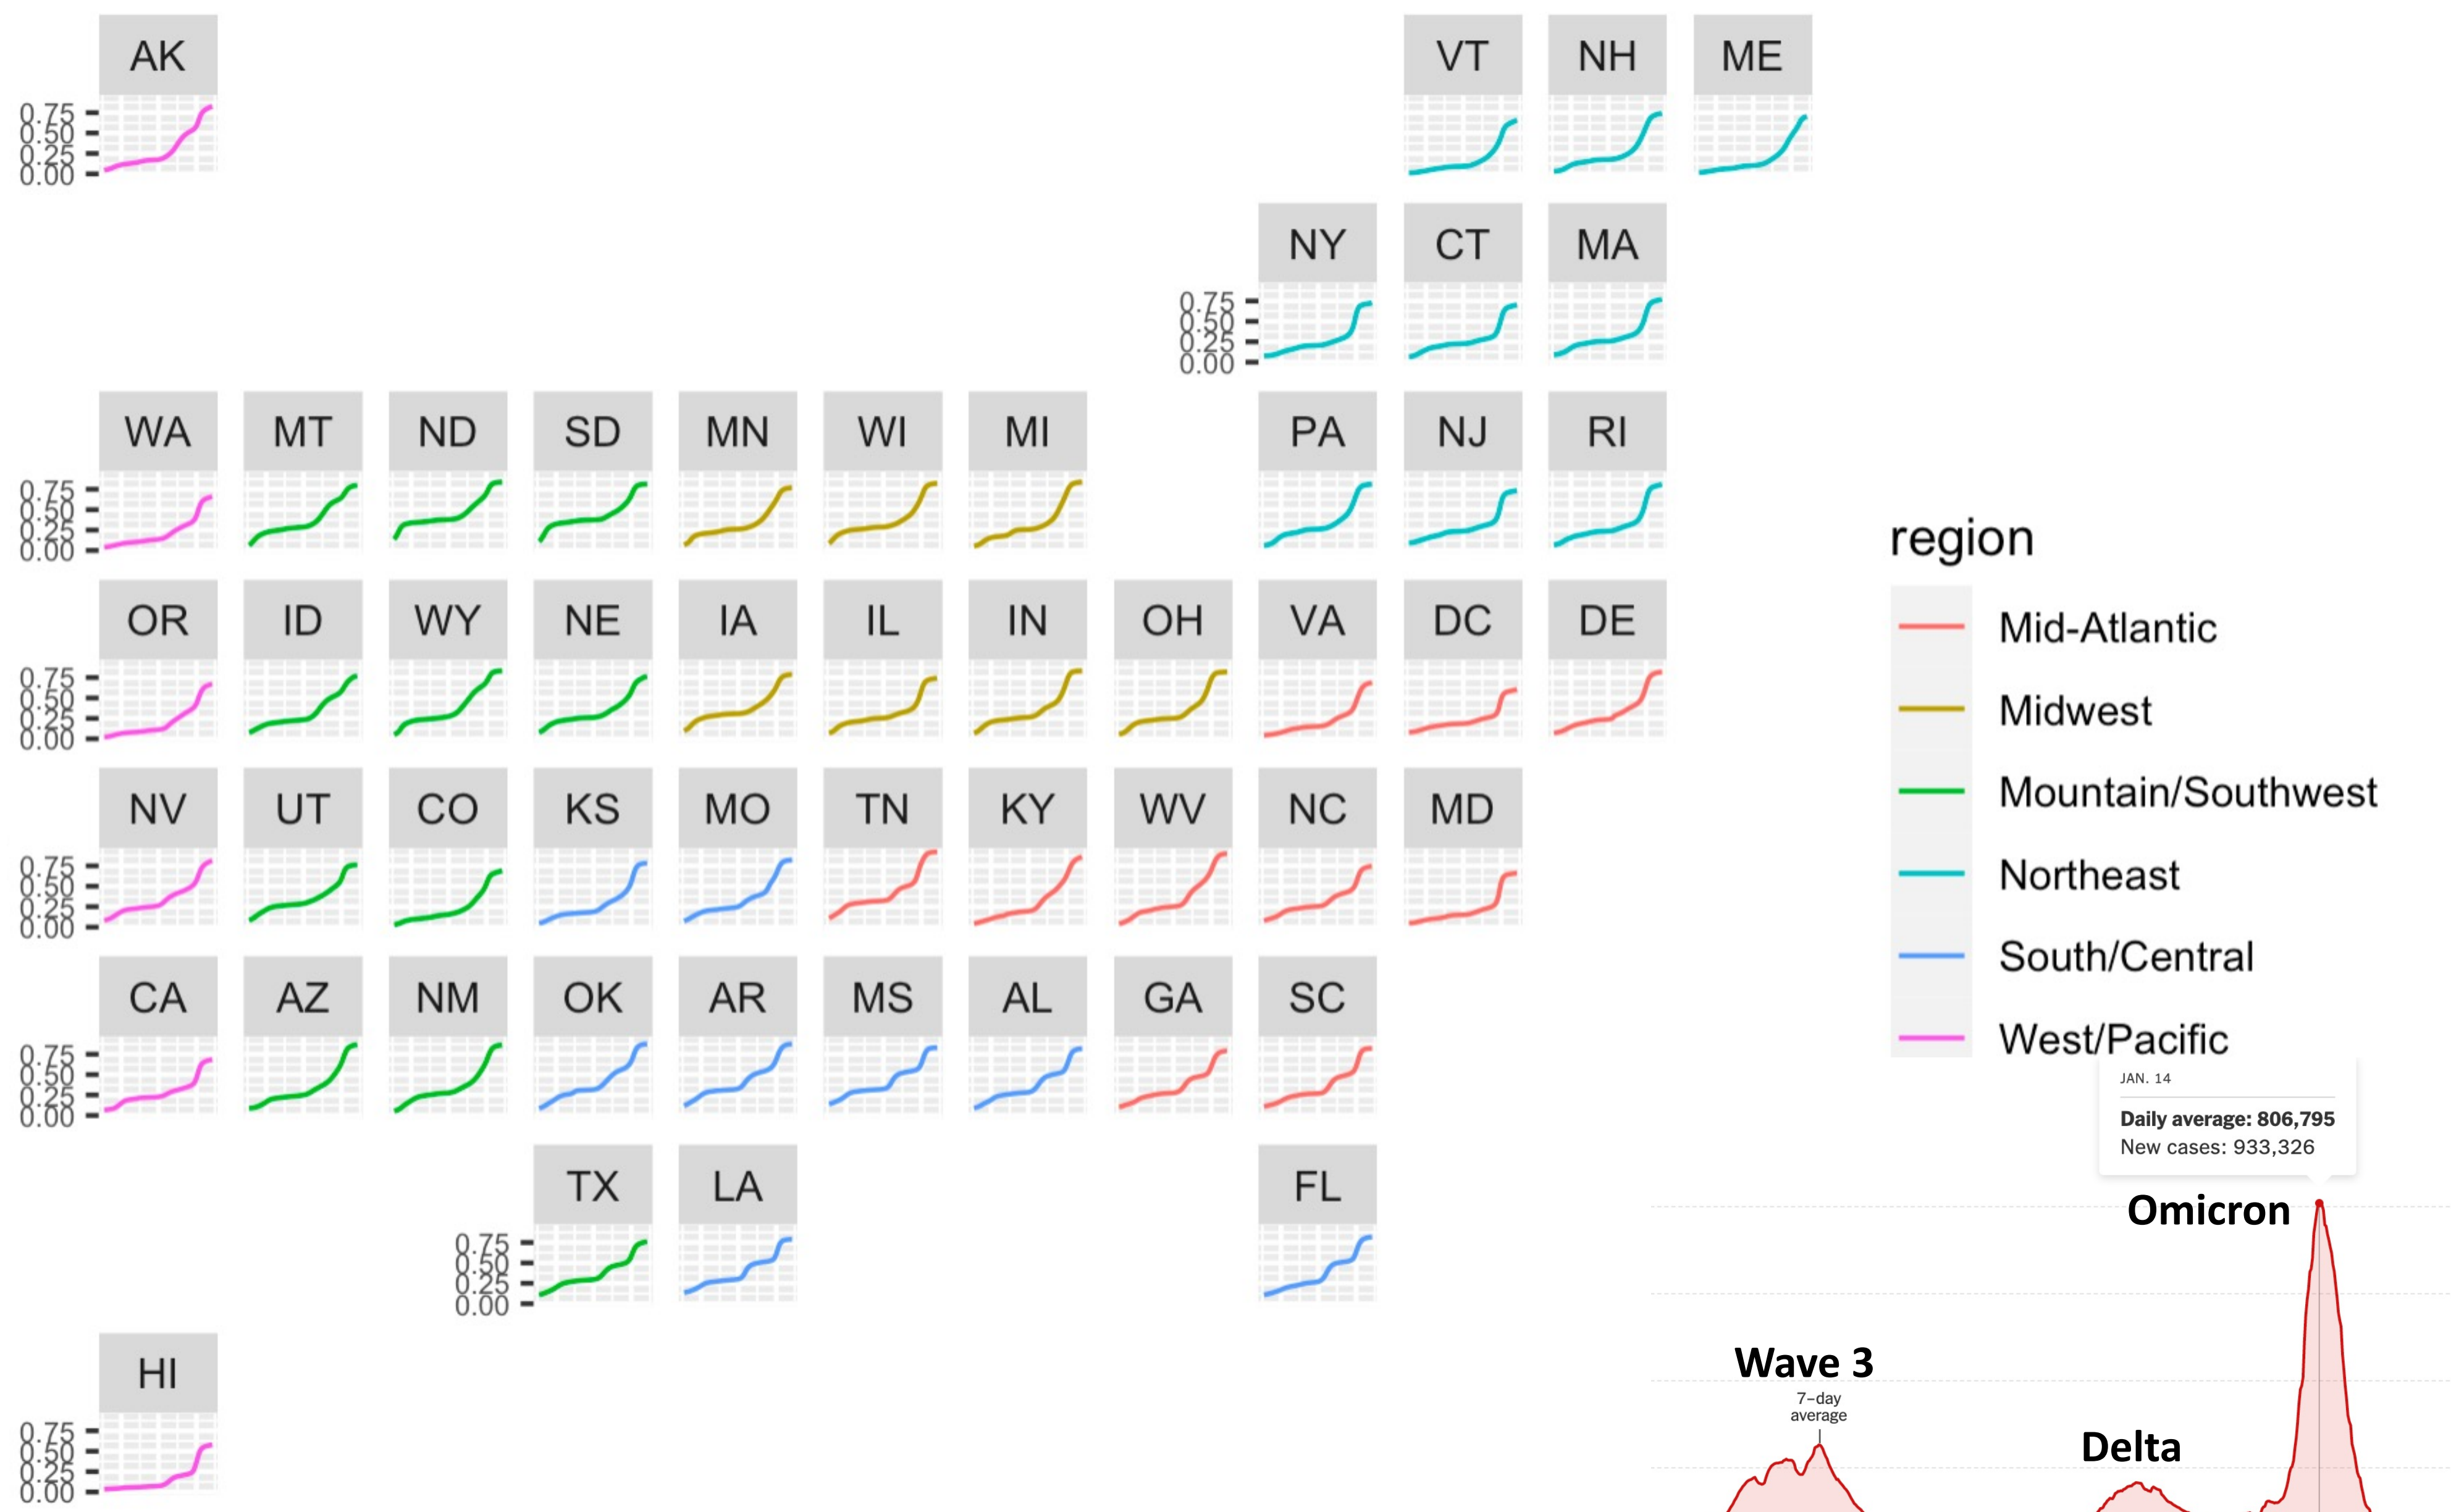 AK VT NH ME
0.75
0.50
0.25
0.00
NY CT MA
0.75
0.50
0.25
0.00
WA MT ND SD MN WI MI PA NJ RI
0.75
0.50
0.25
0.00
OR ID WY NE IA IL IN OH VA DC DE
0.75
0.50
0.25
0.00
NV UT CO KS MO TN KY WV NC MD
0.75
0.50
0.25
0.00
CA AZ NM OK AR MS AL GA SC
0.75
0.50
0.25
0.00
TX LA FL
0.75
0.50
0.25
0.00
HI
0.75
0.50
0.25
0.00
region
Mid-Atlantic
Midwest
Mountain/Southwest
Northeast
South/Central
West/Pacific
JAN. 14
Daily average: 806,795
New cases: 933,326
Omicron
Wave 3
7-day
average
Delta